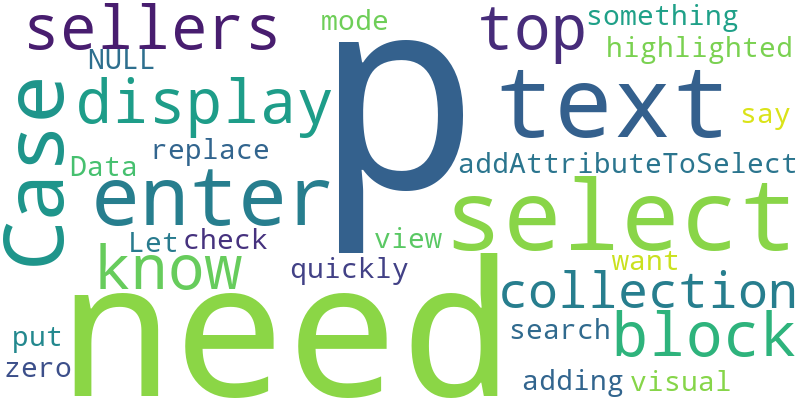 sellers
mode
top
something
highlighted
NULL
display
p
text
say
Case
Data
replace
addAttributeToSelect
enter
select
Let
check
view
know
quickly
want
need
collection
put
search
block
zero
adding
visual